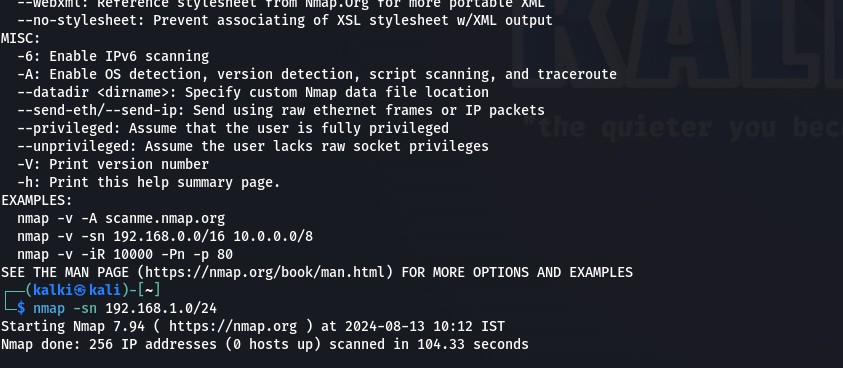 --webxml: Reference stylesheet from Nmap.Org for more portable XML
--no-stylesheet: Prevent associating of XSL stylesheet w/XML output
MISC:
-6: Enable IPv6 scanning
-A: Enable OS detection, version detection, script scanning, and traceroute
--datadir <dirname>: Specify custom Nmap data file location
--send-eth/--send-ip: Send using raw ethernet frames or IP packets
--privileged: Assume that the user is fully privileged
--unprivileged: Assume the user lacks raw socket privileges
-V: Print version number
-h: Print this help summary page.
EXAMPLES:
nmap -v -A scanme.nmap.org
nmap -v -sn 192.168.0.0/16 10.0.0.0/8
nmap -v -iR 10000 -Pn -p 80
SEE THE MAN PAGE (https://nmap.org/book/man.html) FOR MORE OPTIONS AND EXAMPLES
┌──(kalki㉿kali)-[~]
└─$ nmap -sn 192.168.1.0/24
Starting Nmap 7.94 ( https://nmap.org ) at 2024-08-13 10:12 IST
Nmap done: 256 IP addresses (0 hosts up) scanned in 104.33 seconds
KALI
"the quieter you bec